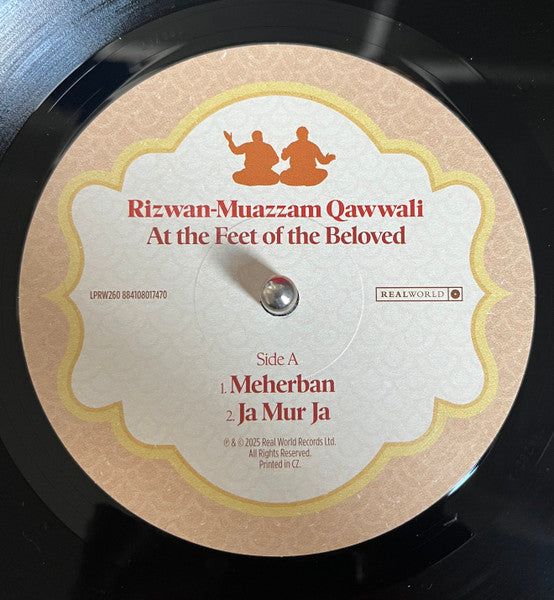 Rizwan-Muazzam Qawwali
At the Feet of the Beloved
LPRW260 884108017470
REALWORLD
Side A
1. Meherban
2. Ja Mur Ja
℗ & © 2025 Real World Records Ltd.
All Rights Reserved.
Printed in CZ.